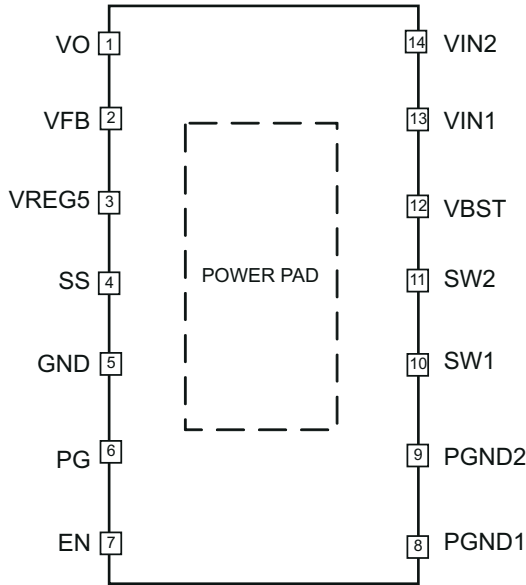 VO 1 14 VIN2
VFB 2 13 VIN1
VREG5 3 12 VBST
SS 4 11 SW2
POWER PAD
GND 5 10 SW1
PG 6 9 PGND2
EN 7 8 PGND1